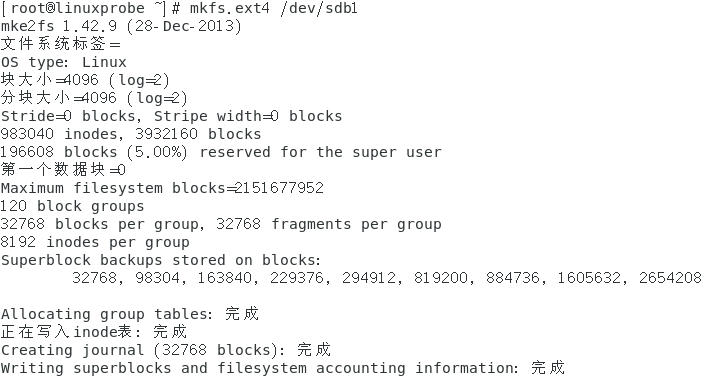 [root@linuxprobe ~]# mkfs.ext4 /dev/sdb1
mke2fs 1.42.9 (28-Dec-2013)
文件系统标签=
OS type: Linux
块大小=4096 (log=2)
分块大小=4096 (log=2)
Stride=0 blocks, Stripe width=0 blocks
983040 inodes, 3932160 blocks
196608 blocks (5.00%) reserved for the super user
第一个数据块=0
Maximum filesystem blocks=2151677952
120 block groups
32768 blocks per group, 32768 fragments per group
8192 inodes per group
Superblock backups stored on blocks:
32768, 98304, 163840, 229376, 294912, 819200, 884736, 1605632, 2654208
Allocating group tables: 完成
正在写入inode表: 完成
Creating journal (32768 blocks): 完成
Writing superblocks and filesystem accounting information: 完成